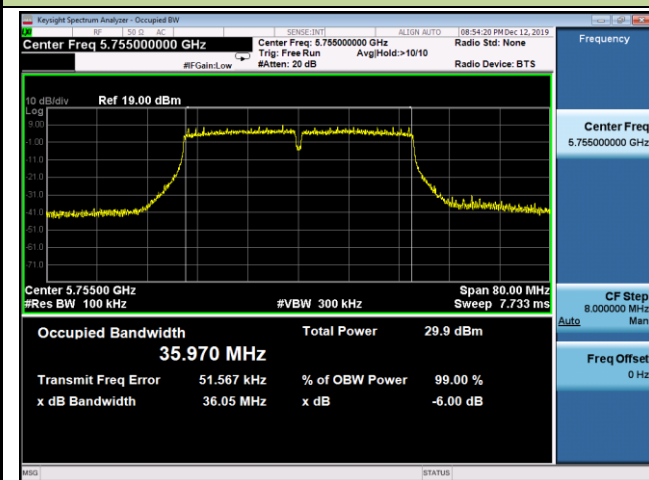 Keysight Spectrum Analyzer - Occupied BW
RF 50 Ω AC SENSE:INT ALIGN AUTO 08:54:20 PM Dec 12, 2019
Center Freq 5.755000000 GHz
Center Freq: 5.755000000 GHz
Radio Std: None
Trig: Free Run Avg|Hold:>10/10
#IFGain:Low #Atten: 20 dB
Radio Device: BTS
Frequency
10 dB/div Ref 19.00 dBm
Log
9.00
-1.00
-11.0
-21.0
-31.0
-41.0
-51.0
-61.0
-71.0
Center Freq
5.755000000 GHz
Center 5.75500 GHz Span 80.00 MHz
#Res BW 100 kHz #VBW 300 kHz Sweep 7.733 ms
CF Step
8.000000 MHz
Auto Man
Freq Offset
0 Hz
Occupied Bandwidth Total Power 29.9 dBm
35.970 MHz
Transmit Freq Error 51.567 kHz % of OBW Power 99.00 %
x dB Bandwidth 36.05 MHz x dB -6.00 dB
MSG STATUS